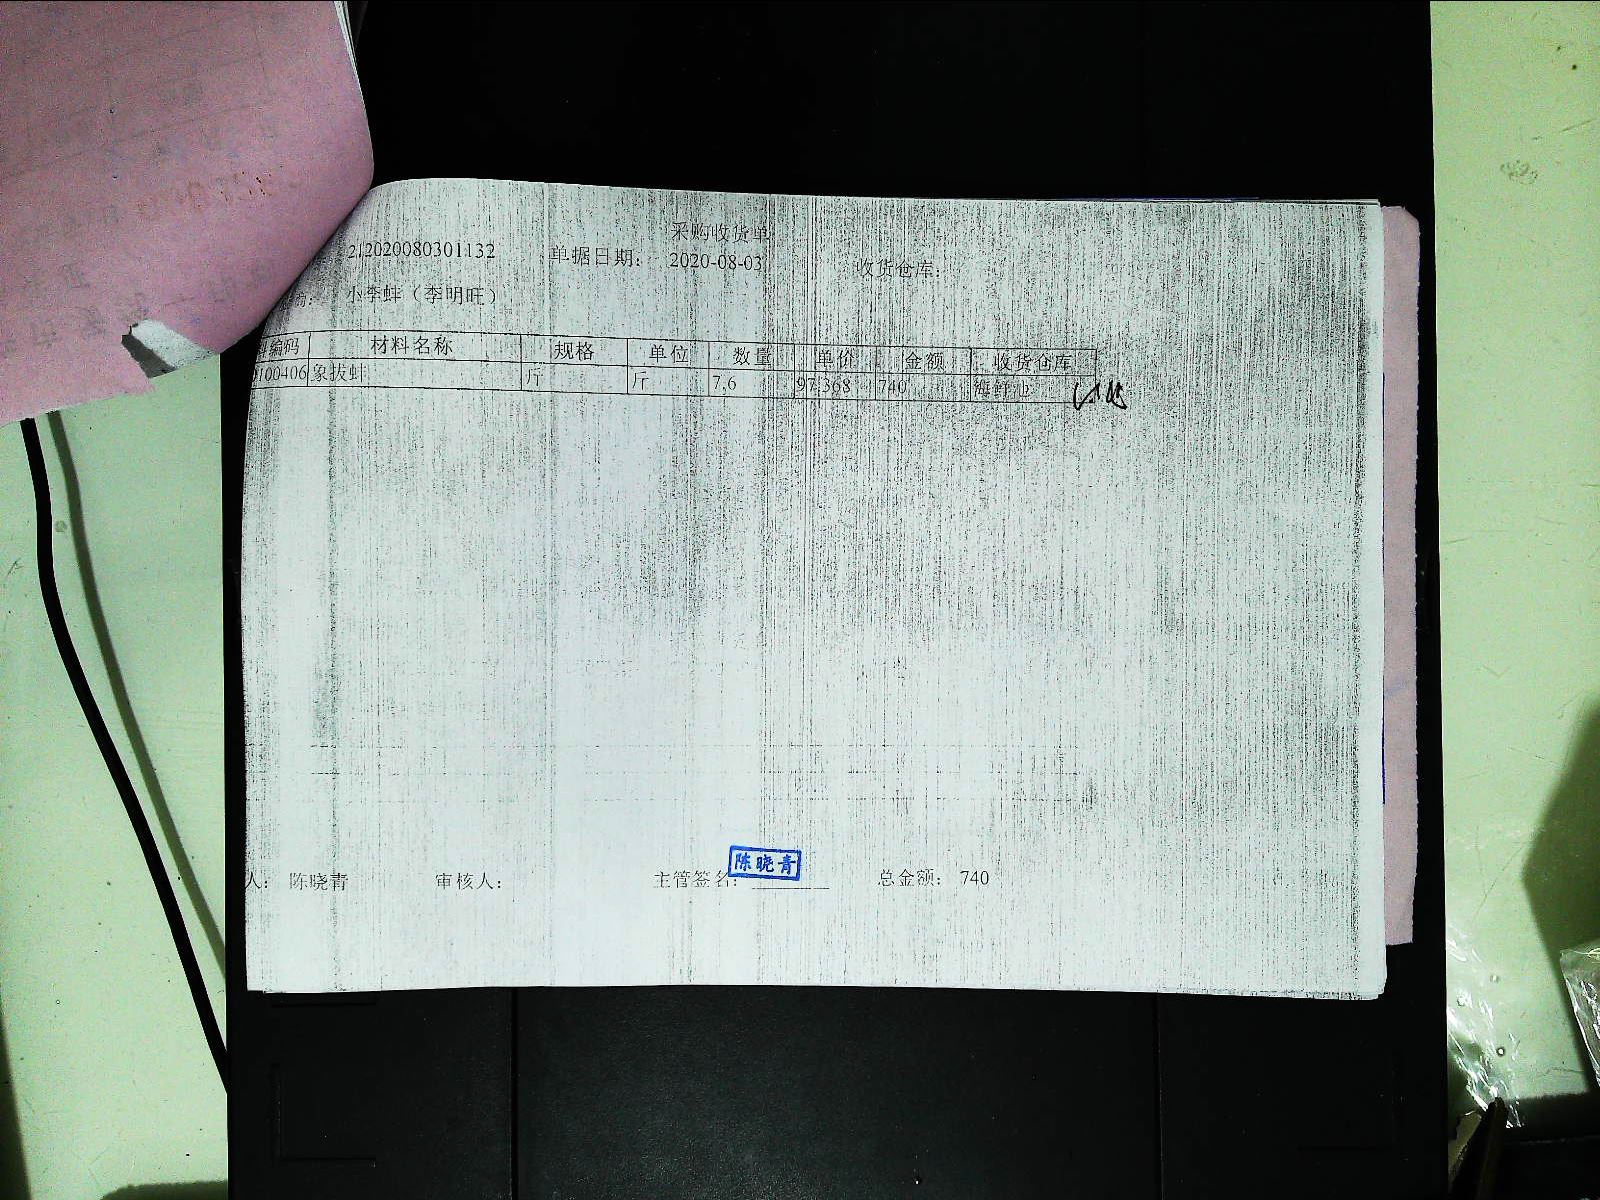 采购收货单
2J2020080301132 单据日期： 2020-08-03 收货仓库：
小李蚌（李明旺）
编码 材料名称 规格 单位 数量 单价 金额 收货仓库
0100406 象拔蚌 斤 斤 7.6 97.368 740 海鲜池
人： 陈晓青 审核人： 主管签名： 陈晓青 总金额： 740